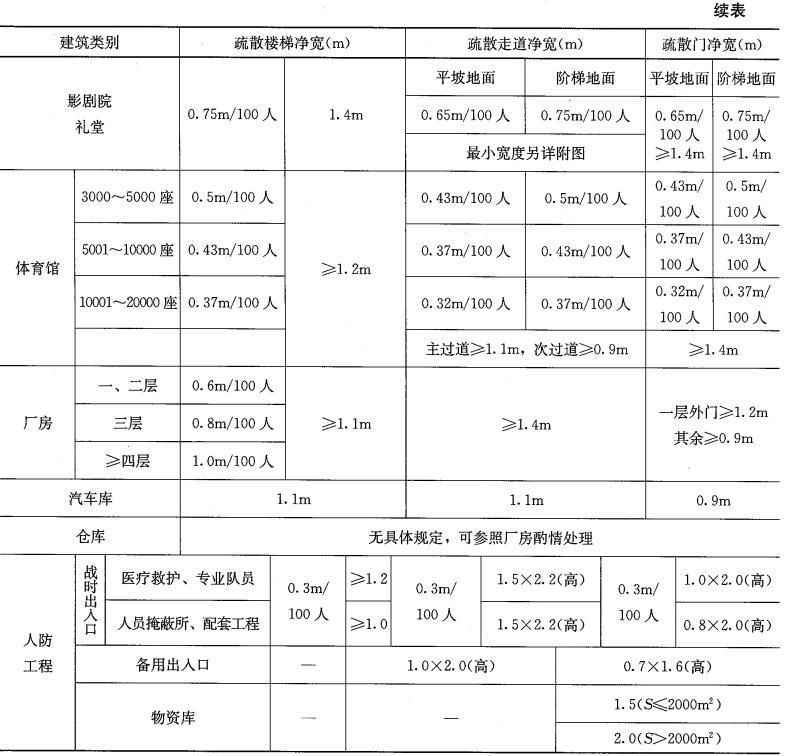 续表
建筑类别 疏散楼梯净宽(m) 疏散走道净宽(m) 疏散门净宽(m)
平坡地面 阶梯地面 平坡地面 阶梯地面
影剧院
礼堂
0.75m/100人 1.4m 0.65m/100人 0.75m/100人
0.65m/ 0.75m/
100人 100人
≥1.4m ≥1.4m
最小宽度另详附图
体育馆
3000～5000座 0.5m/100人 0.43m/100人 0.5m/100人
0.43m/ 0.5m/
100人 100人
5001～10000座 0.43m/100人 0.37m/100人 0.43m/100人
0.37m/ 0.43m/
100人 100人
≥1.2m
10001～20000座 0.37m/100人 0.32m/100人 0.37m/100人
0.32m/ 0.37m/
100人 100人
主过道≥1.1m，次过道≥0.9m ≥1.4m
厂房
一、二层 0.6m/100人
三层 0.8m/100人 ≥1.1m ≥1.4m
一层外门≥1.2m
其余≥0.9m
≥四层 1.0m/100人
汽车库 1.1m 1.1m 0.9m
仓库 无具体规定，可参照厂房酌情处理
人防
工程
战时出入口
医疗救护、专业队员
0.3m/
100人
≥1.2
0.3m/
100人
1.5×2.2(高)
0.3m/
100人
1.0×2.0(高)
人员掩蔽所、配套工程 ≥1.0 1.5×2.2(高) 0.8×2.0(高)
备用出入口 — 1.0×2.0(高) 0.7×1.6(高)
物资库 — —
1.5(S≤2000m²)
2.0(S>2000m²)